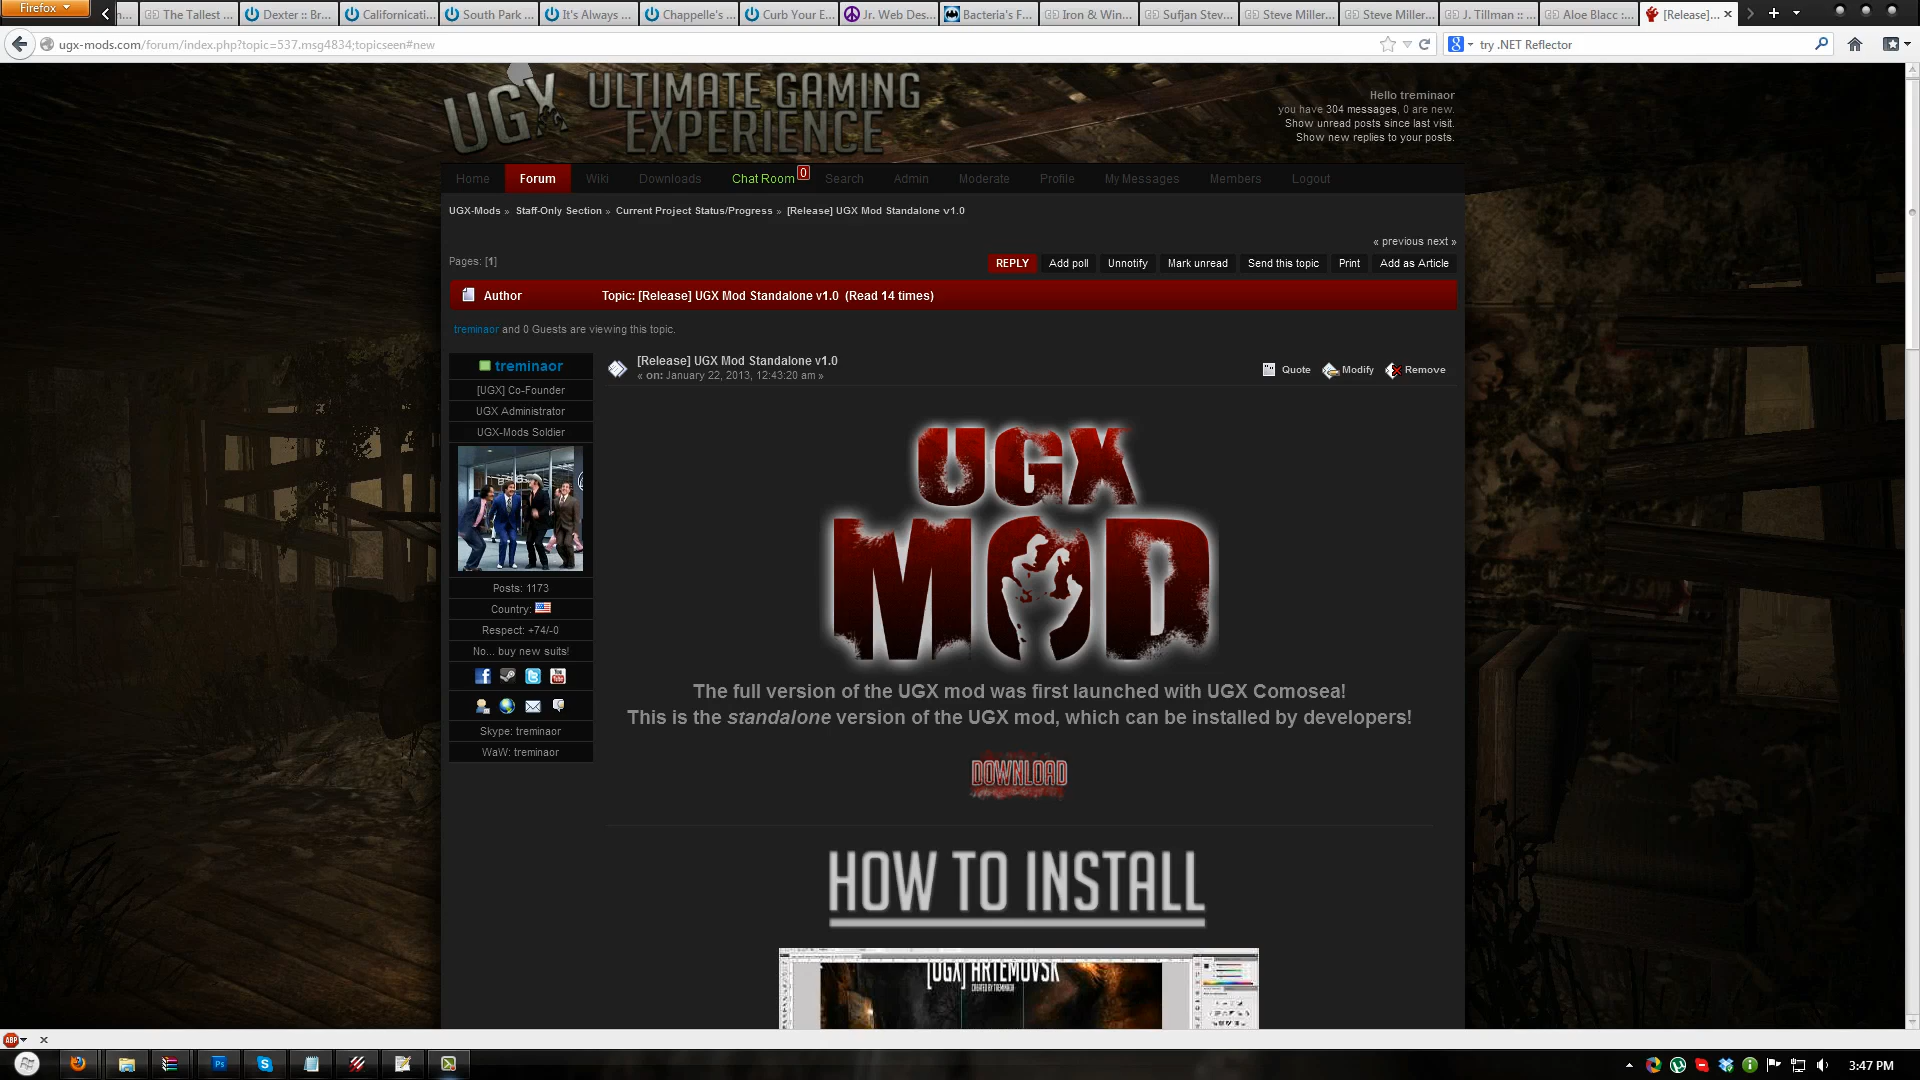 Firefox
n...
The Tallest ...
Dexter :: Br...
Californicati...
South Park ...
It's Always ...
Chappelle's ...
Curb Your E...
Jr. Web Des...
Bacteria's F...
Iron & Win...
Sufjan Stev...
Steve Miller...
Steve Miller...
J. Tillman :: ...
Aloe Blacc :...
[Release]...
ugx-mods.com/forum/index.php?topic=537.msg4834;topicseen#new
try .NET Reflector
UGX ULTIMATE GAMING
EXPERIENCE
Hello treminaor
you have 304 messages, 0 are new.
Show unread posts since last visit.
Show new replies to your posts.
Home Forum Wiki Downloads Chat Room 0 Search Admin Moderate Profile My Messages Members Logout
UGX-Mods » Staff-Only Section » Current Project Status/Progress » [Release] UGX Mod Standalone v1.0
« previous next »
Pages: [1]
REPLY Add poll Unnotify Mark unread Send this topic Print Add as Article
Author Topic: [Release] UGX Mod Standalone v1.0 (Read 14 times)
treminaor and 0 Guests are viewing this topic.
treminaor
[UGX] Co-Founder
UGX Administrator
UGX-Mods Soldier
Posts: 1173
Country:
Respect: +74/-0
No... buy new suits!
Skype: treminaor
WaW: treminaor
[Release] UGX Mod Standalone v1.0
« on: January 22, 2013, 12:43:20 am »
Quote Modify Remove
UGX
MOD
The full version of the UGX mod was first launched with UGX Comosea!
This is the standalone version of the UGX mod, which can be installed by developers!
DOWNLOAD
HOW TO INSTALL
[UGX] ARTEMOVSK
CREATED BY TREMINAOR
ABP
Ps
3:47 PM